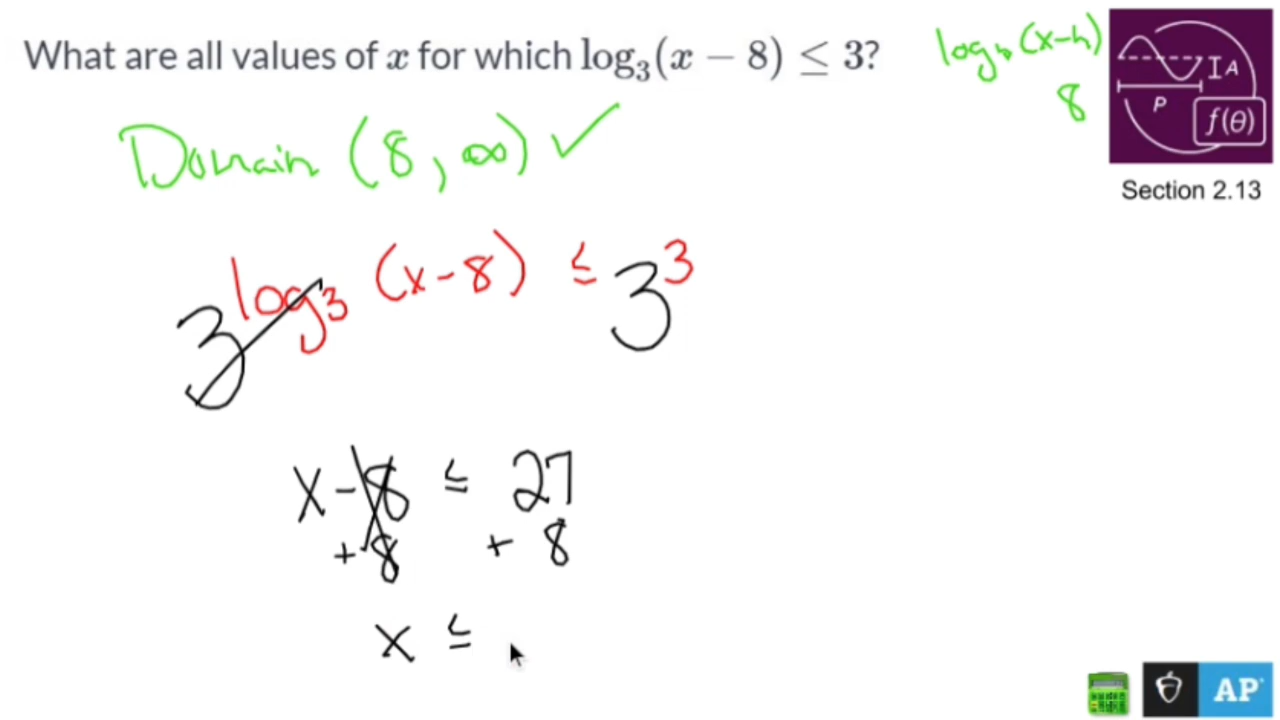 What are all values of x for which log₃(x − 8) ≤ 3?
log_b(x-h)
8
I A
P
f(θ)
Section 2.13
Domain (8, ∞) ✓
3^log₃(x-8) ≤ 3³
x-8 ≤ 27
+8 + 8
x ≤
AP